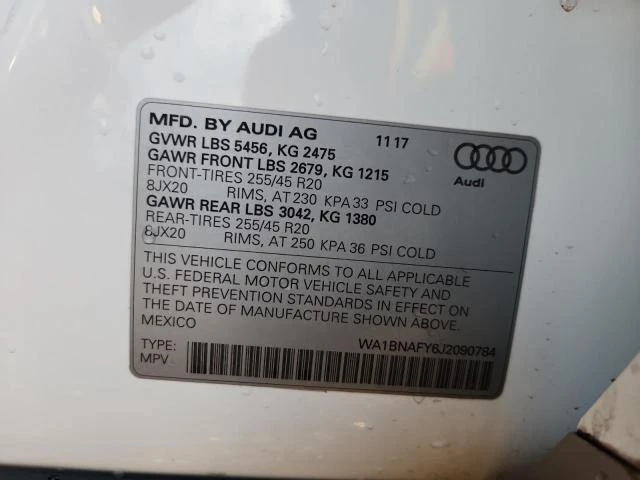 MFD. BY AUDI AG 11 17
GVWR LBS 5456, KG 2475
GAWR FRONT LBS 2679, KG 1215
FRONT-TIRES 255/45 R20
8JX20 RIMS, AT 230 KPA 33 PSI COLD
GAWR REAR LBS 3042, KG 1380
REAR-TIRES 255/45 R20
8JX20 RIMS, AT 250 KPA 36 PSI COLD
Audi
THIS VEHICLE CONFORMS TO ALL APPLICABLE
U.S. FEDERAL MOTOR VEHICLE SAFETY AND
THEFT PREVENTION STANDARDS IN EFFECT ON
THE DATE OF MANUFACTURE SHOWN ABOVE.
MEXICO
TYPE: WA1BNAFY6J2090784
MPV